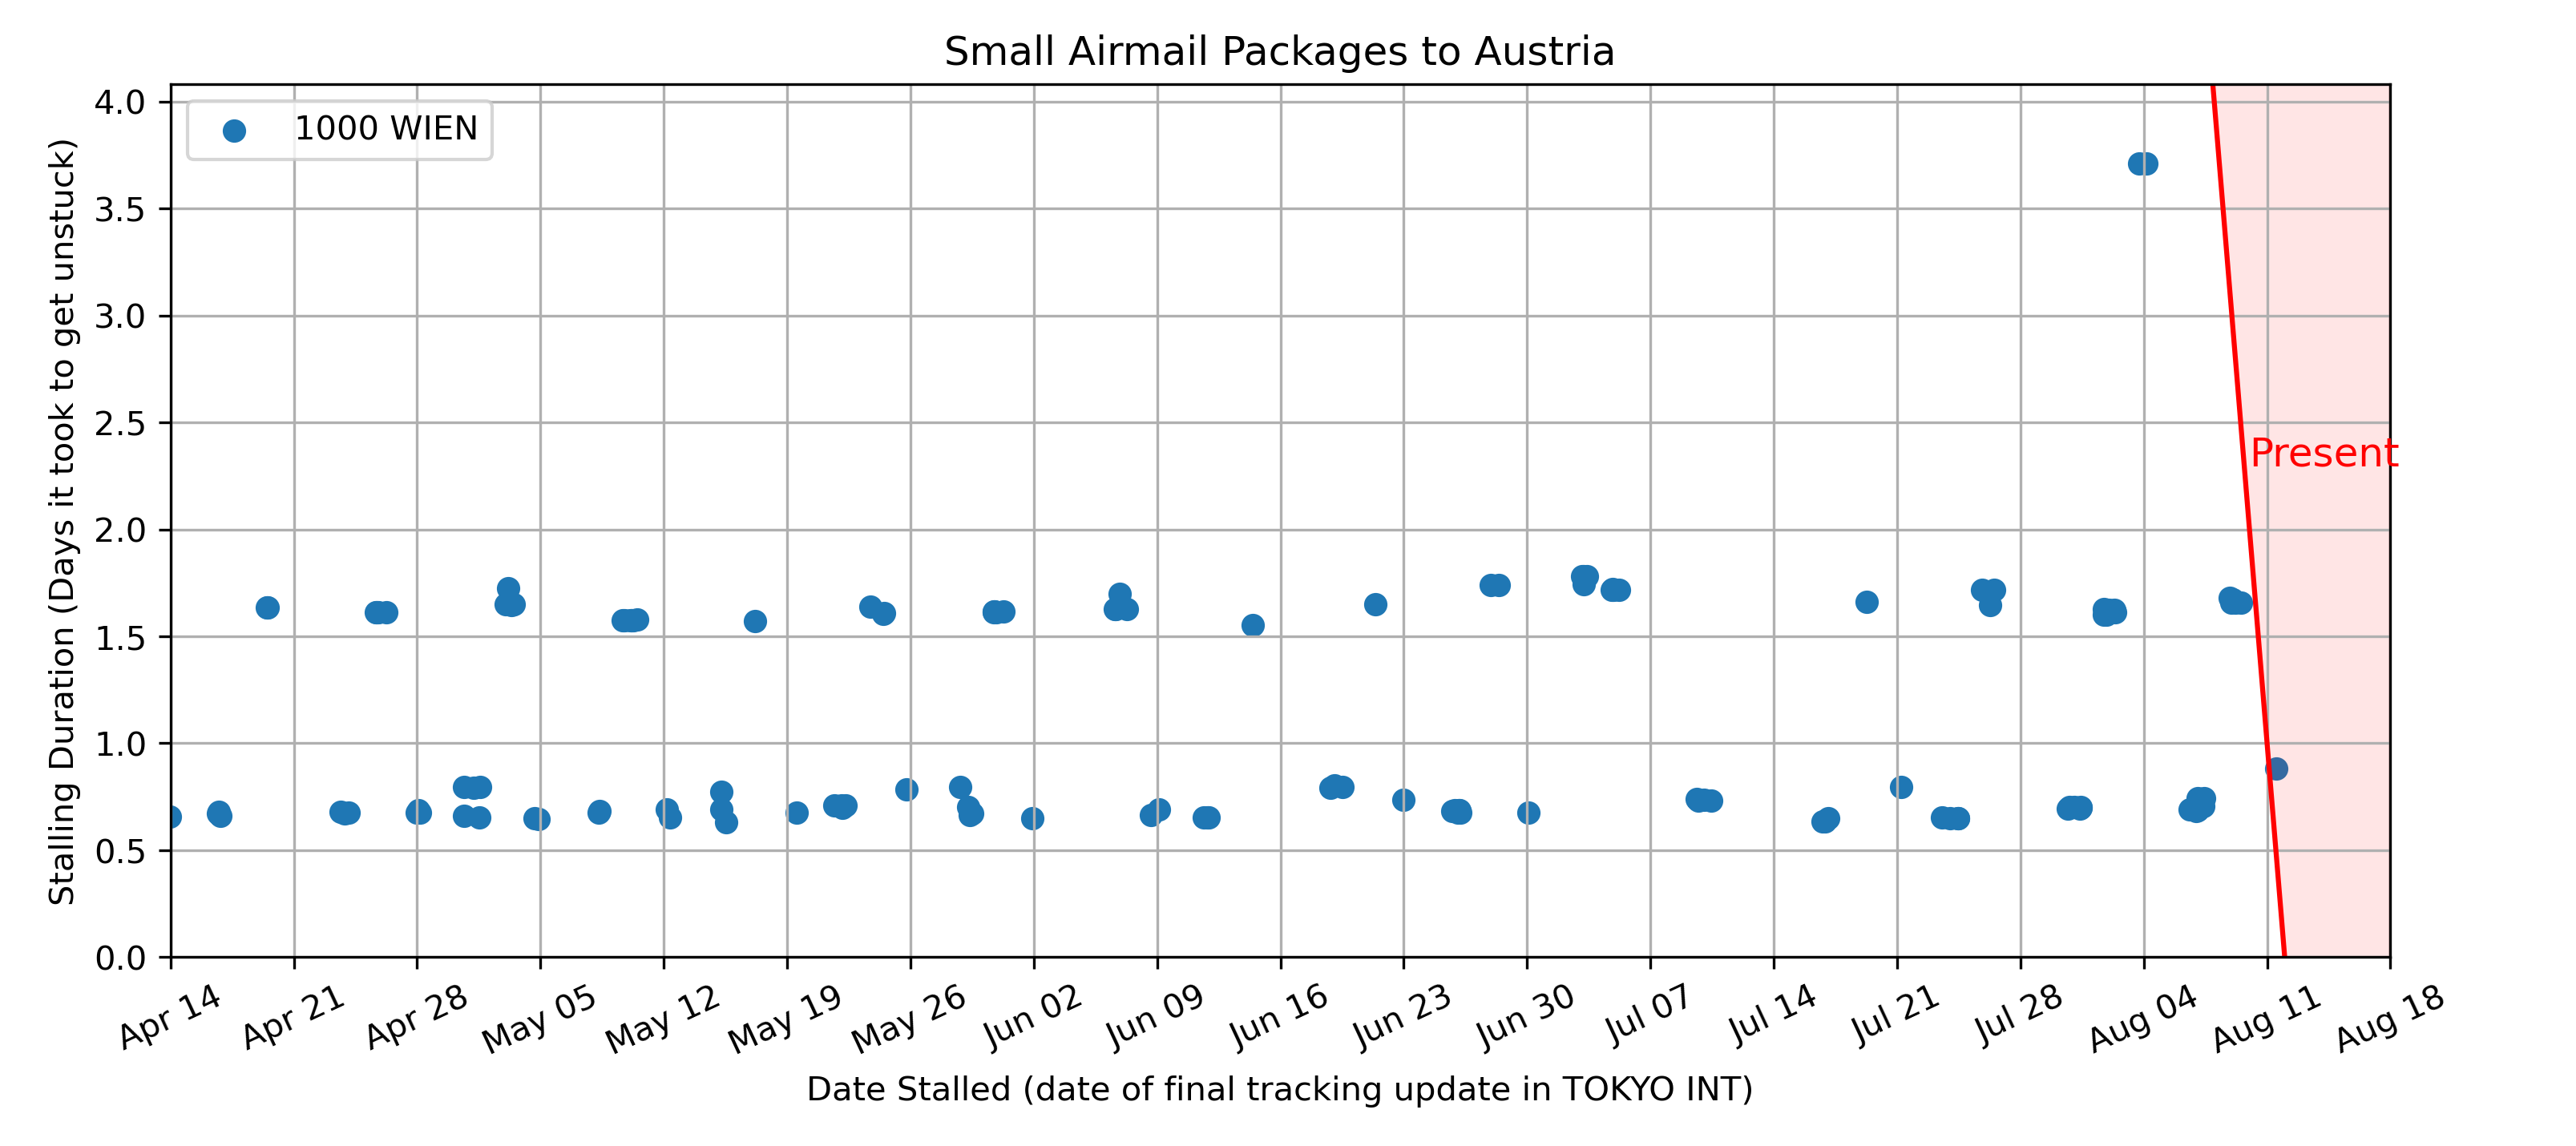 Small Airmail Packages to Austria
1000 WIEN
Stalling Duration (Days it took to get unstuck)
4.0
3.5
3.0
2.5
2.0
1.5
1.0
0.5
0.0
Present
Apr 14 Apr 21 Apr 28 May 05 May 12 May 19 May 26 Jun 02 Jun 09 Jun 16 Jun 23 Jun 30 Jul 07 Jul 14 Jul 21 Jul 28 Aug 04 Aug 11 Aug 18
Date Stalled (date of final tracking update in TOKYO INT)